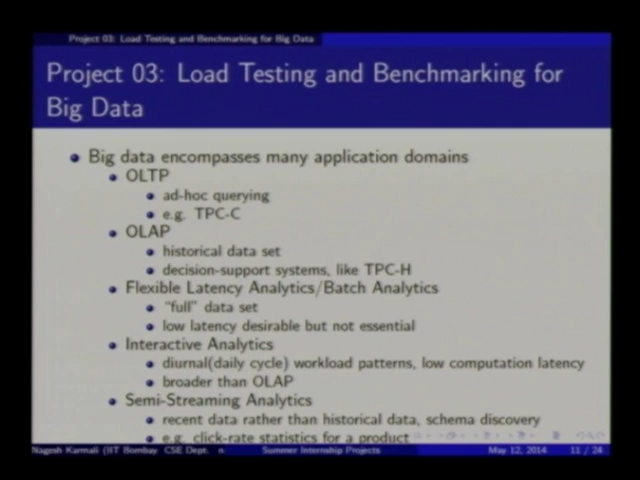 Project 03: Load Testing and Benchmarking for Big Data
Project 03: Load Testing and Benchmarking for
Big Data
Big data encompasses many application domains
OLTP
ad-hoc querying
e.g. TPC-C
OLAP
historical data set
decision-support systems, like TPC-H
Flexible Latency Analytics/Batch Analytics
"full" data set
low latency desirable but not essential
Interactive Analytics
diurnal(daily cycle) workload patterns, low computation latency
broader than OLAP
Semi-Streaming Analytics
recent data rather than historical data, schema discovery
e.g. click-rate statistics for a product
Nagesh Karmali (IIT Bombay CSE Dept. Summer Internship Projects May 12, 2014 11 / 24